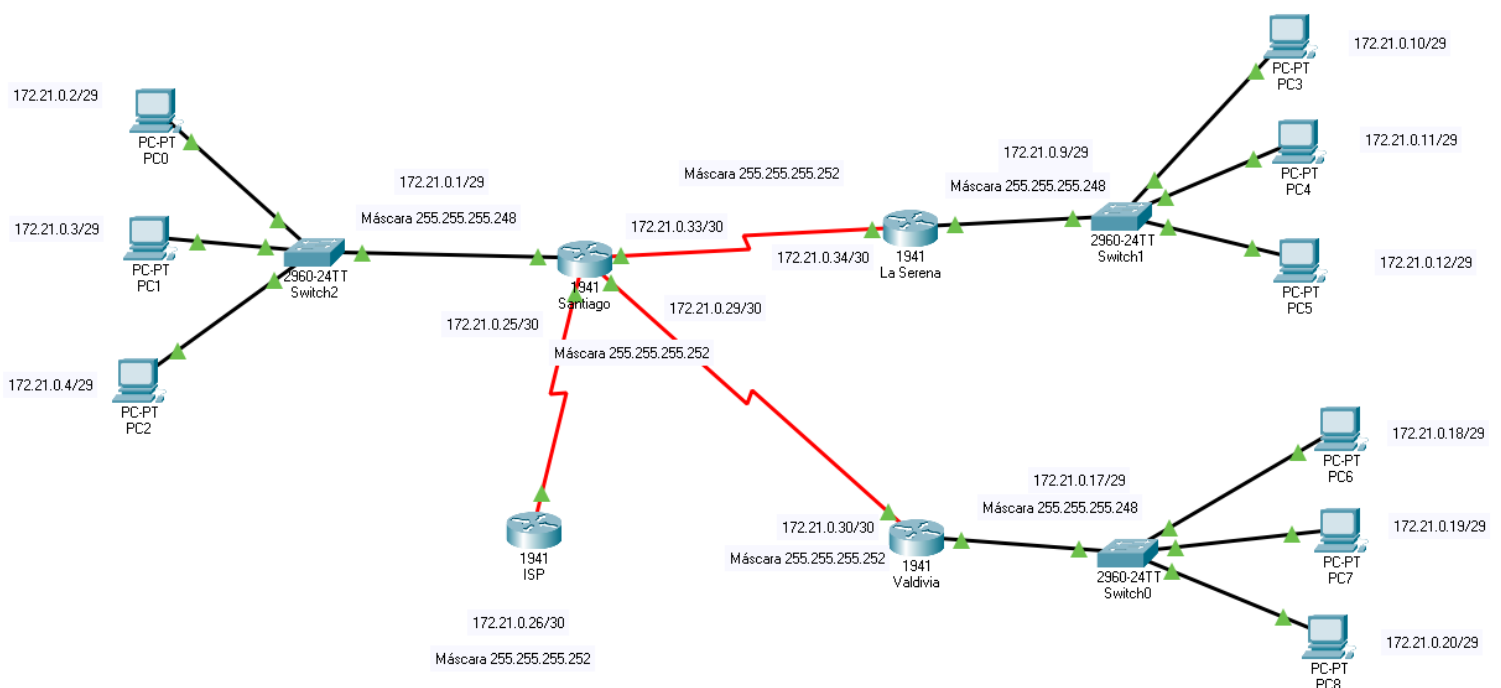 172.21.0.2/29
PC-PT
PC0
172.21.0.3/29
PC-PT
PC1
172.21.0.4/29
PC-PT
PC2
2960-24TT
Switch2
172.21.0.1/29
Máscara 255.255.255.248
1941
Santiago
172.21.0.33/30
Máscara 255.255.255.252
172.21.0.34/30
1941
La Serena
172.21.0.9/29
Máscara 255.255.255.248
2960-24TT
Switch1
PC-PT
PC3
172.21.0.10/29
PC-PT
PC4
172.21.0.11/29
PC-PT
PC5
172.21.0.12/29
172.21.0.25/30
172.21.0.29/30
Máscara 255.255.255.252
1941
ISP
172.21.0.26/30
Máscara 255.255.255.252
172.21.0.30/30
Máscara 255.255.255.252
1941
Valdivia
172.21.0.17/29
Máscara 255.255.255.248
2960-24TT
Switch0
PC-PT
PC6
172.21.0.18/29
PC-PT
PC7
172.21.0.19/29
PC-PT
PC8
172.21.0.20/29